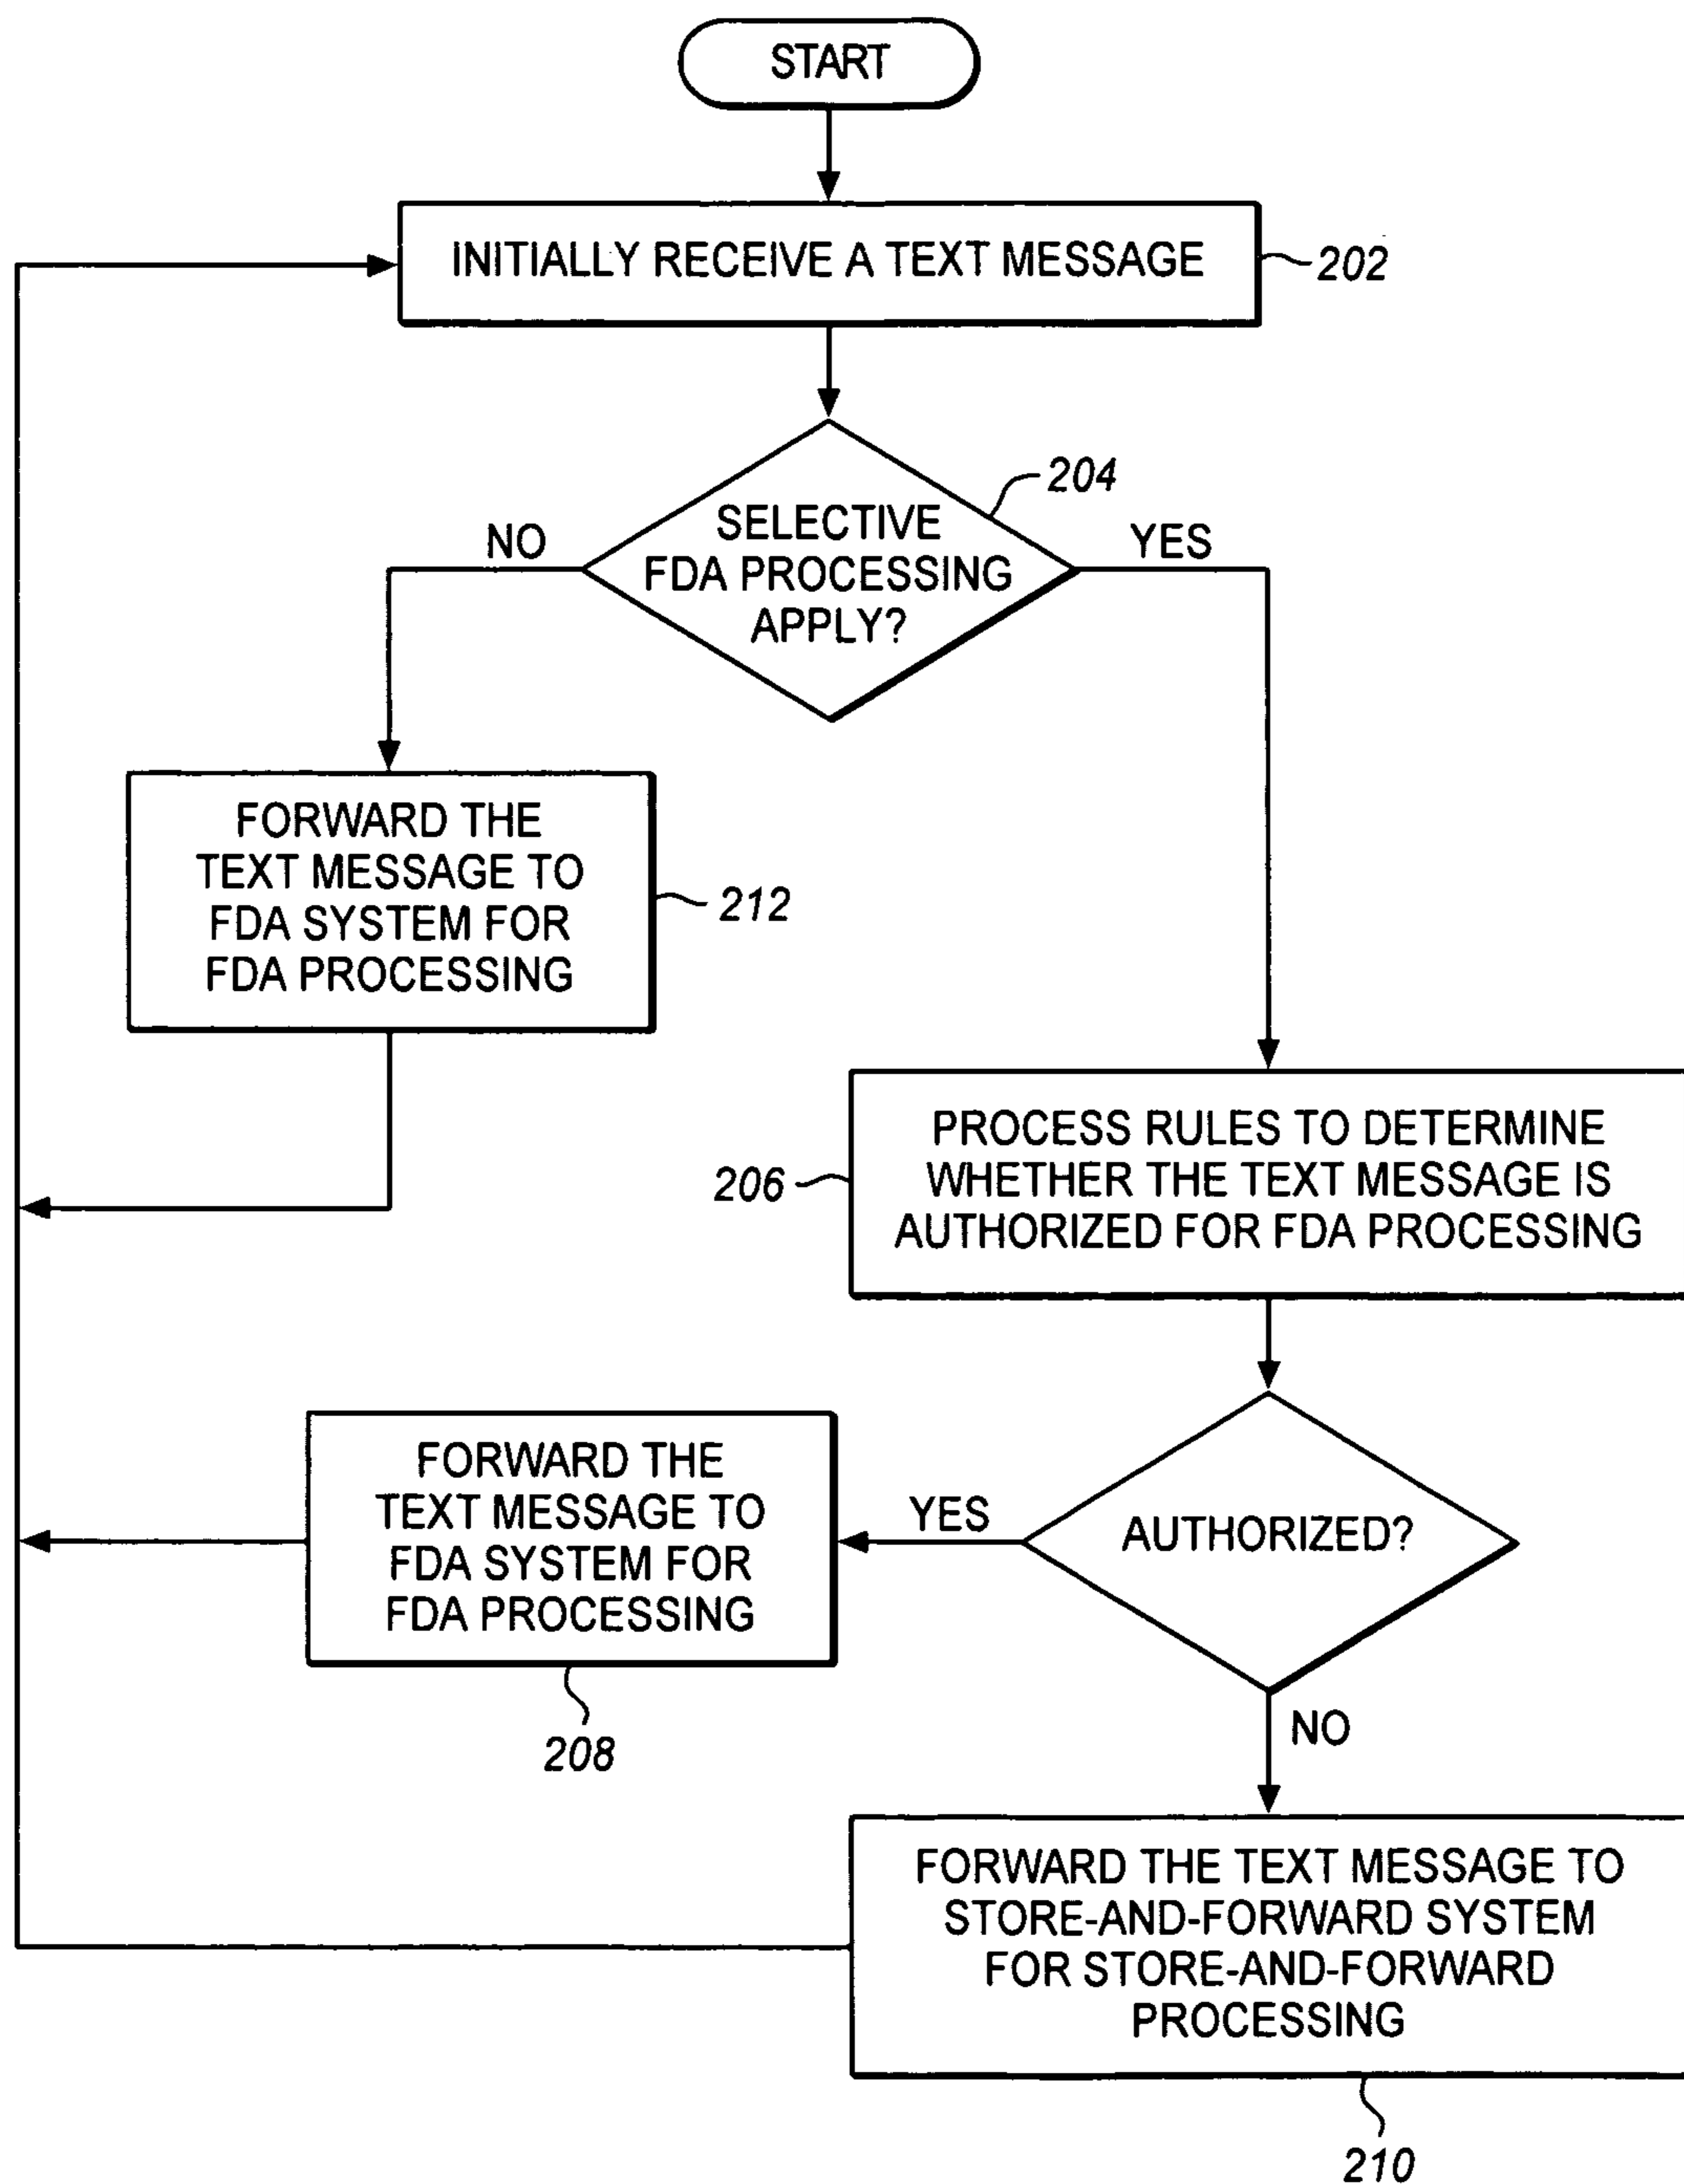 START
INITIALLY RECEIVE A TEXT MESSAGE
202
204
SELECTIVE
FDA PROCESSING
APPLY?
NO
YES
FORWARD THE
TEXT MESSAGE TO
FDA SYSTEM FOR
FDA PROCESSING
212
PROCESS RULES TO DETERMINE
WHETHER THE TEXT MESSAGE IS
AUTHORIZED FOR FDA PROCESSING
206
AUTHORIZED?
YES
FORWARD THE
TEXT MESSAGE TO
FDA SYSTEM FOR
FDA PROCESSING
208
NO
FORWARD THE TEXT MESSAGE TO
STORE-AND-FORWARD SYSTEM
FOR STORE-AND-FORWARD
PROCESSING
210